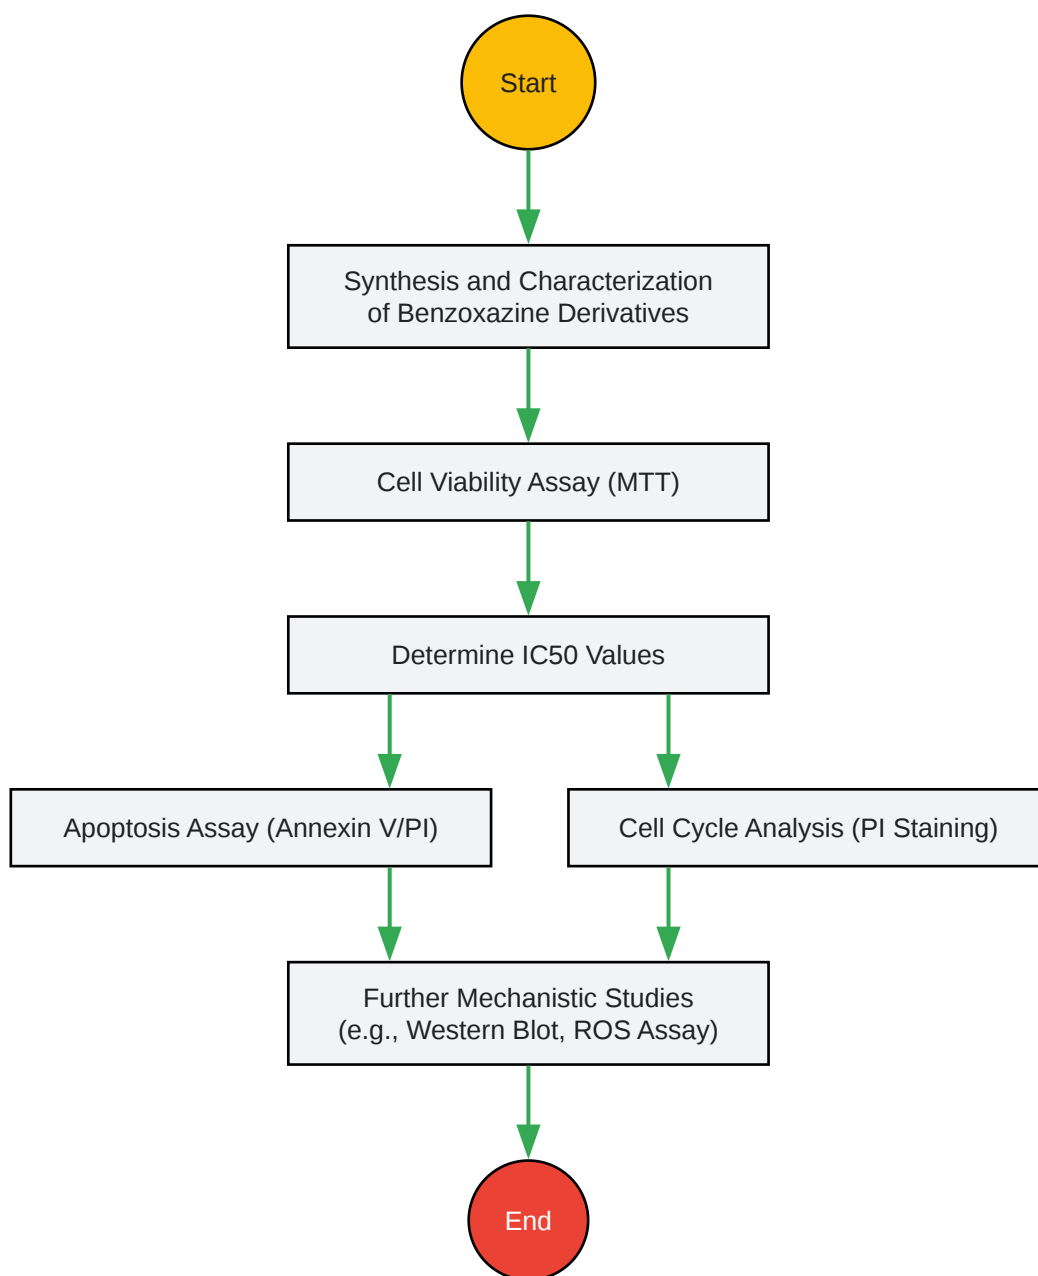 Start
Synthesis and Characterization
of Benzoxazine Derivatives
Cell Viability Assay (MTT)
Determine IC50 Values
Apoptosis Assay (Annexin V/PI)
Cell Cycle Analysis (PI Staining)
Further Mechanistic Studies
(e.g., Western Blot, ROS Assay)
End